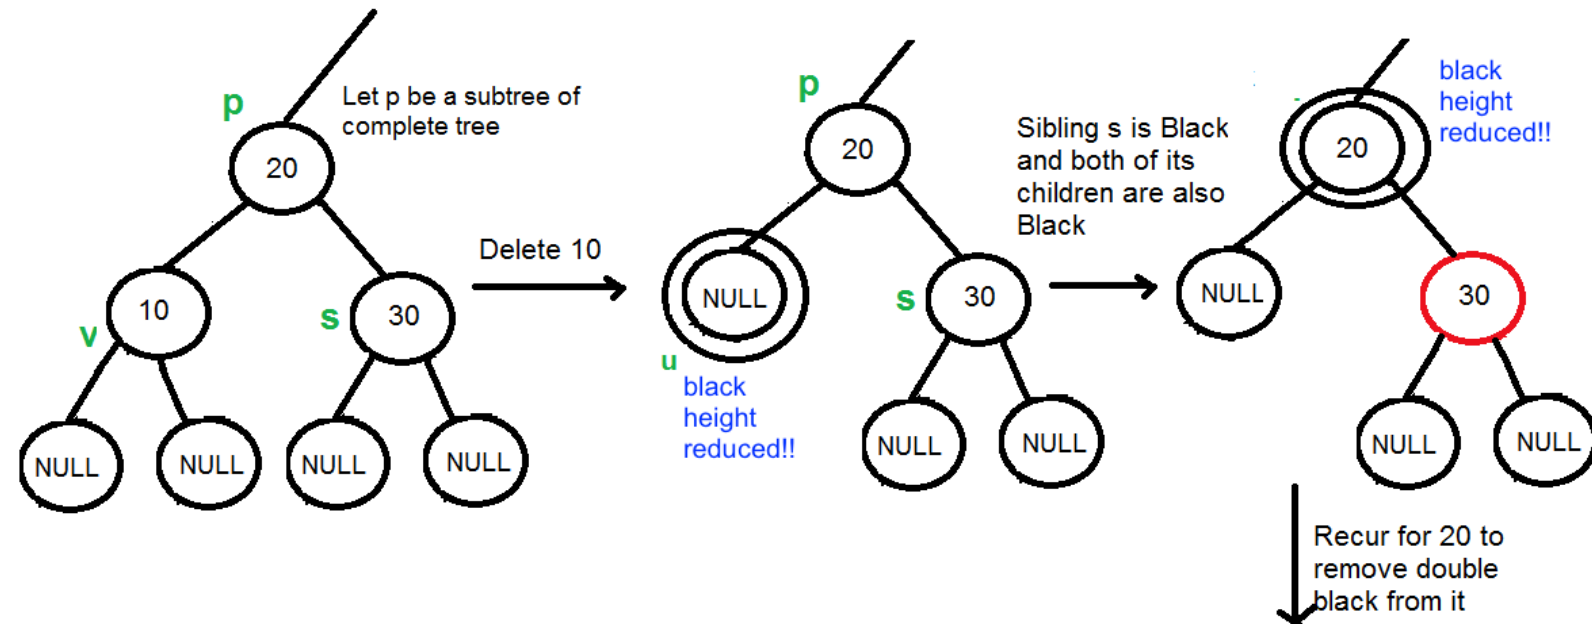 p
Let p be a subtree of
complete tree
20
10
v
s
30
NULL
NULL
NULL
NULL
Delete 10
p
20
NULL
u
black
height
reduced!!
s
30
NULL
NULL
Sibling s is Black
and both of its
children are also
Black
20
black
height
reduced!!
NULL
30
NULL
NULL
Recur for 20 to
remove double
black from it